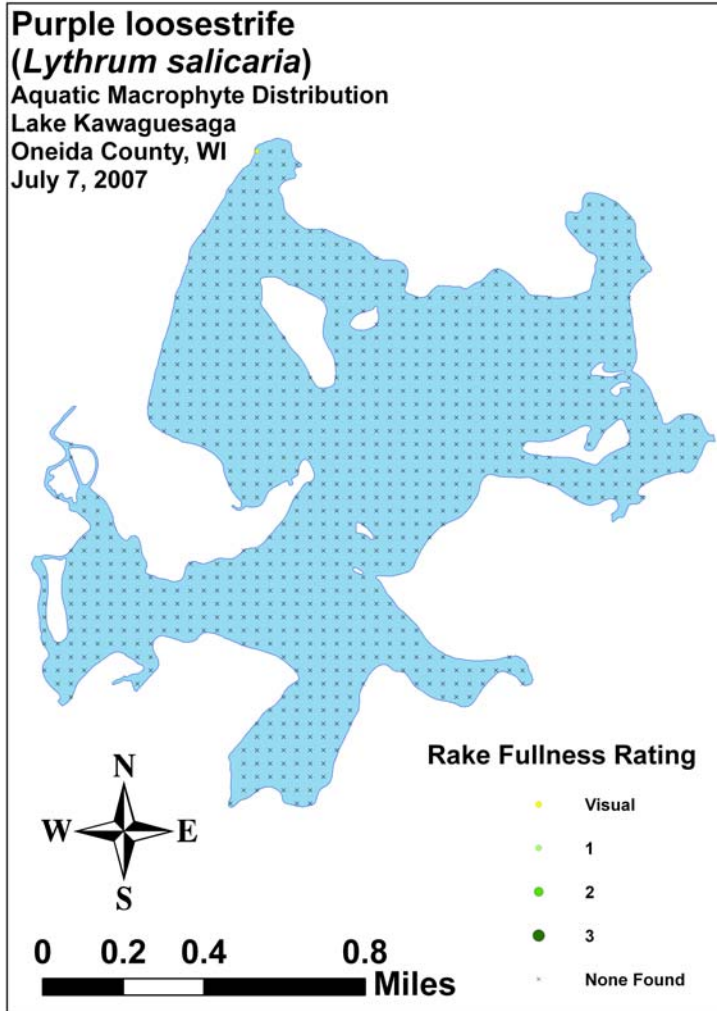 Purple loosestrife
(Lythrum salicaria)
Aquatic Macrophyte Distribution
Lake Kawaguesaga
Oneida County, WI
July 7, 2007
Rake Fullness Rating
Visual
1
2
3
None Found
N
W E
S
0 0.2 0.4 0.8
Miles